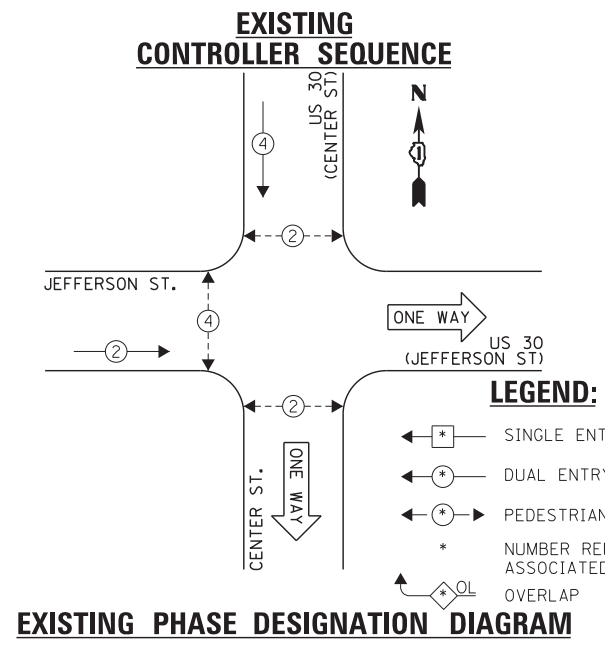 EXISTING
CONTROLLER SEQUENCE
US 30
(CENTER ST)
N
4
2
JEFFERSON ST.
4
ONE WAY
2
US 30
(JEFFERSON ST)
2
ONE WAY
CENTER ST.
LEGEND:
* SINGLE ENT
* DUAL ENTRY
* PEDESTRIAN
* NUMBER REF
ASSOCIATED
* OL OVERLAP
EXISTING PHASE DESIGNATION DIAGRAM